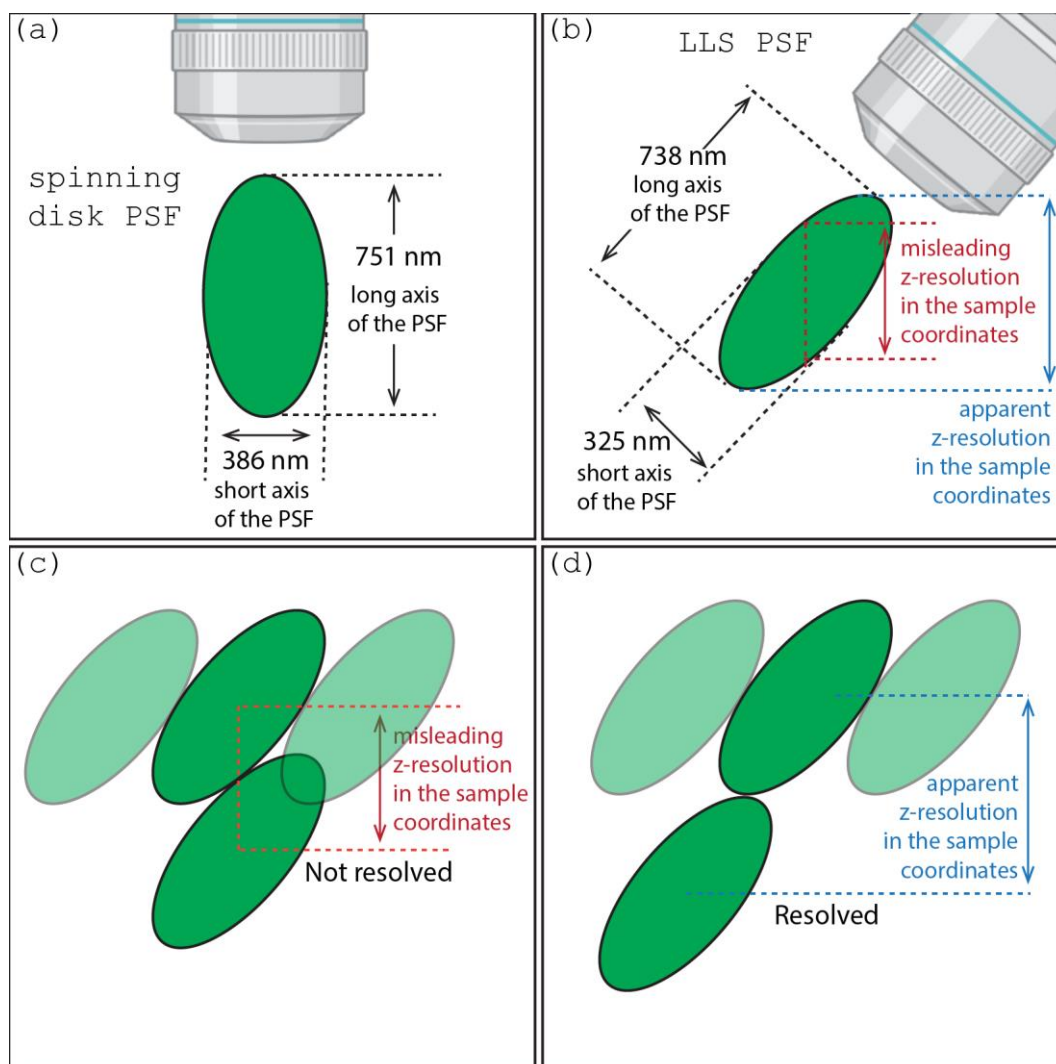 (a)
spinning
disk PSF
751 nm
long axis
of the PSF
386 nm
short axis
of the PSF
(b)
LLS PSF
738 nm
long axis
of the PSF
misleading
z-resolution
in the sample
coordinates
325 nm
short axis
of the PSF
apparent
z-resolution
in the sample
coordinates
(c)
misleading
z-resolution
in the sample
coordinates
Not resolved
(d)
apparent
z-resolution
in the sample
coordinates
Resolved